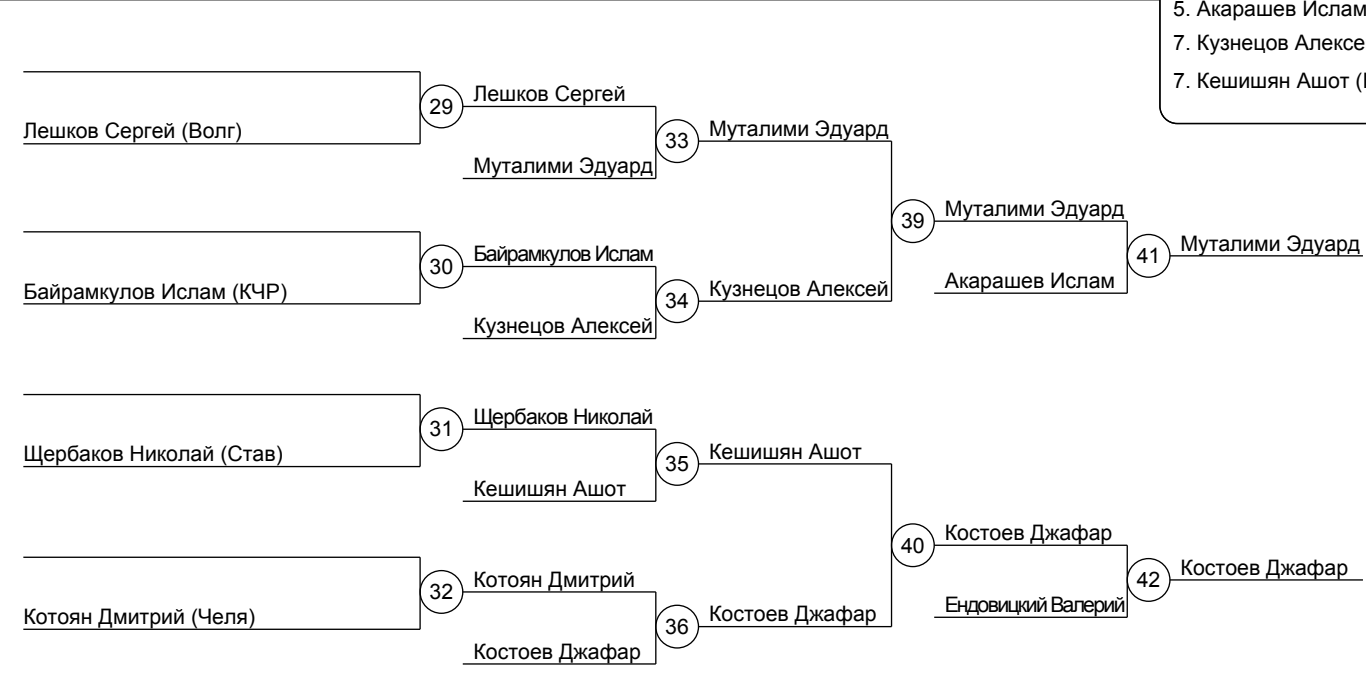 5. Акарашев Ислам
7. Кузнецов Алексе
7. Кешишян Ашот (
29 Лешков Сергей
Лешков Сергей (Волг)
33 Муталими Эдуард
Муталими Эдуард
39 Муталими Эдуард
30 Байрамкулов Ислам
41 Муталими Эдуард
Байрамкулов Ислам (КЧР)
34 Кузнецов Алексей
Акарашев Ислам
Кузнецов Алексей
31 Щербаков Николай
Щербаков Николай (Став)
35 Кешишян Ашот
Кешишян Ашот
40 Костоев Джафар
32 Котоян Дмитрий
42 Костоев Джафар
Котоян Дмитрий (Челя)
36 Костоев Джафар
Ендовицкий Валерий
Костоев Джафар